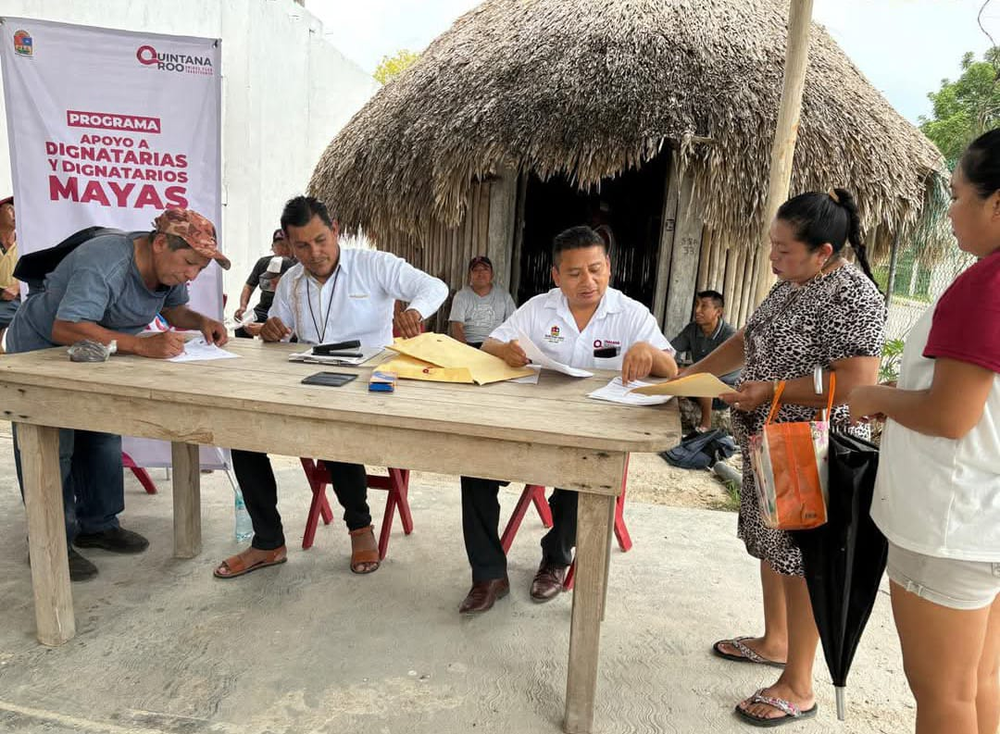 QUINTANA
ROO
PROGRAMA
APOYO A
DIGNATARIAS
Y DIGNATARIOS
MAYAS